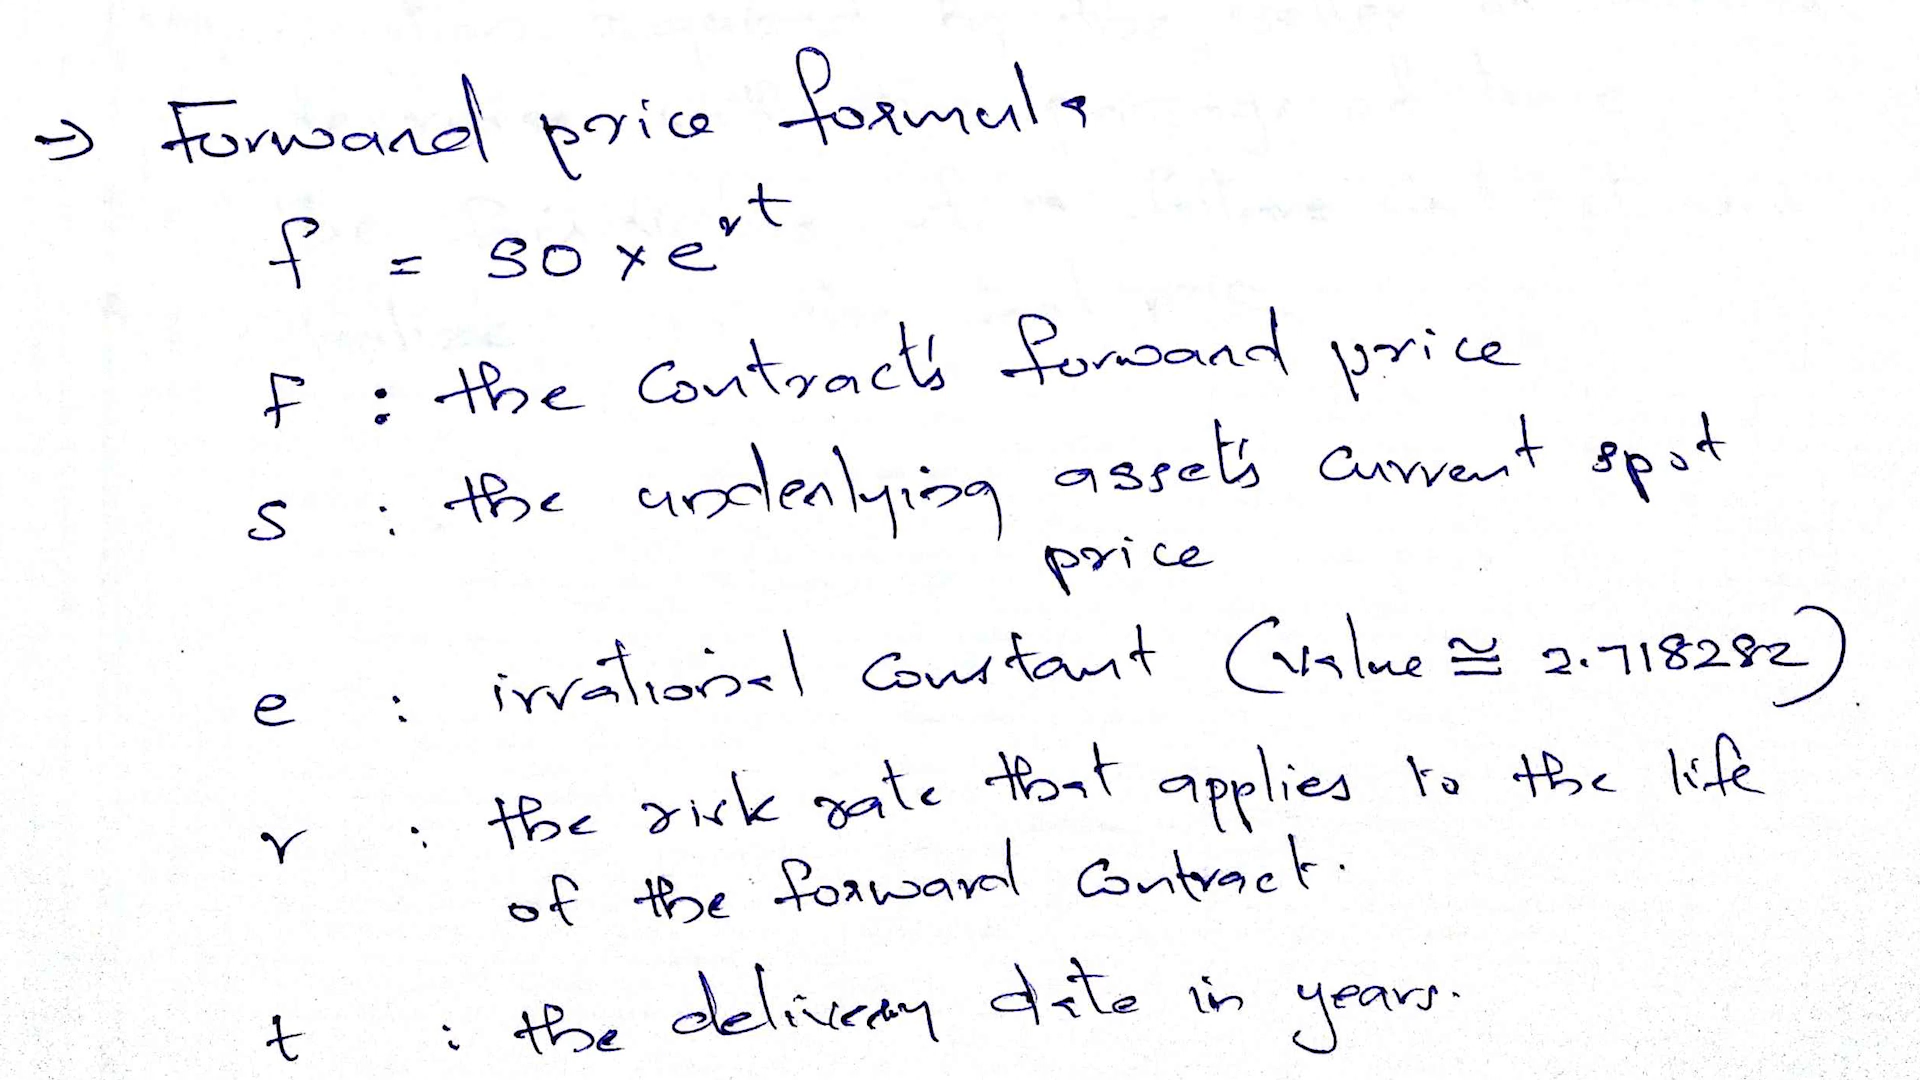 → Forward price formula
f = SO × e^rt
F : the contract's forward price
S : the underlying asset's current spot
price
e : irrational constant (value ≅ 2.718282)
r : the risk rate that applies to the life
of the forward contract.
t : the delivery date in years.